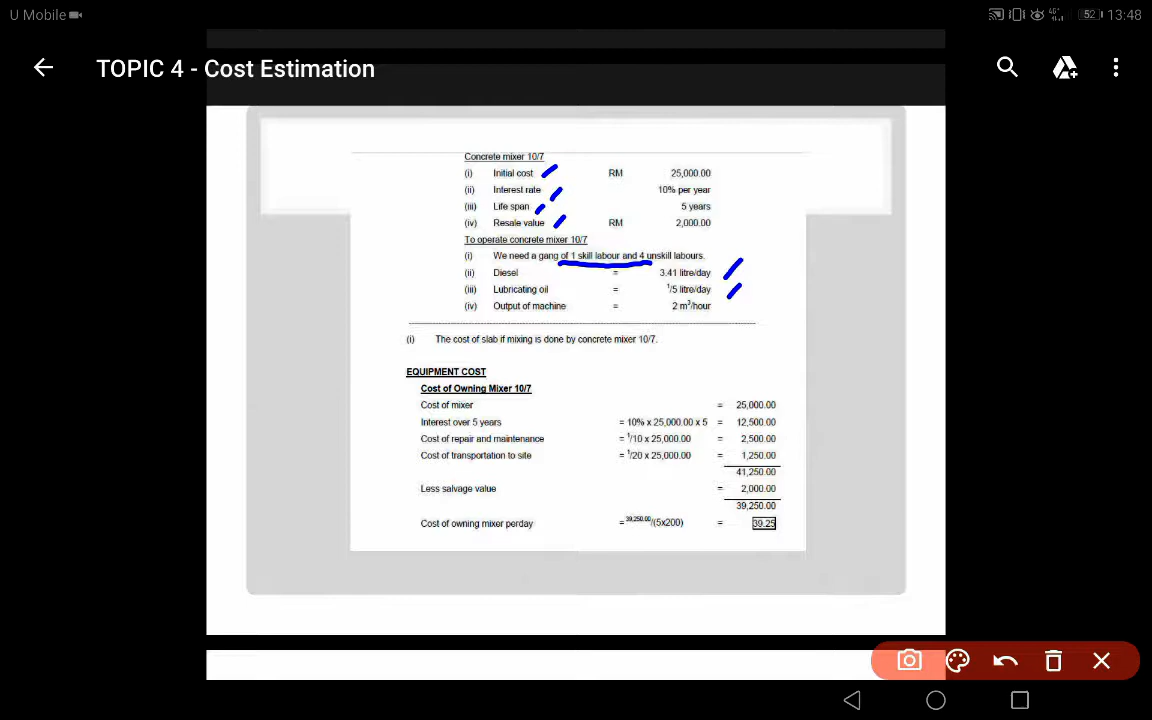 U Mobile 4G 52 13:48
TOPIC 4 - Cost Estimation
Concrete mixer 10/7
(i) Initial cost RM 25,000.00
(ii) Interest rate 10% per year
(iii) Life span 5 years
(iv) Resale value RM 2,000.00
To operate concrete mixer 10/7
(i) We need a gang of 1 skill labour and 4 unskill labours.
(ii) Diesel = 3.41 litre/day
(iii) Lubricating oil = 1/5 litre/day
(iv) Output of machine = 2 m³/hour
(i) The cost of slab if mixing is done by concrete mixer 10/7.
EQUIPMENT COST
Cost of Owning Mixer 10/7
Cost of mixer = 25,000.00
Interest over 5 years = 10% x 25,000.00 x 5 = 12,500.00
Cost of repair and maintenance = 1/10 x 25,000.00 = 2,500.00
Cost of transportation to site = 1/20 x 25,000.00 = 1,250.00
41,250.00
Less salvage value = 2,000.00
39,250.00
Cost of owning mixer perday = 39,250.00/(5x200) = 39.25